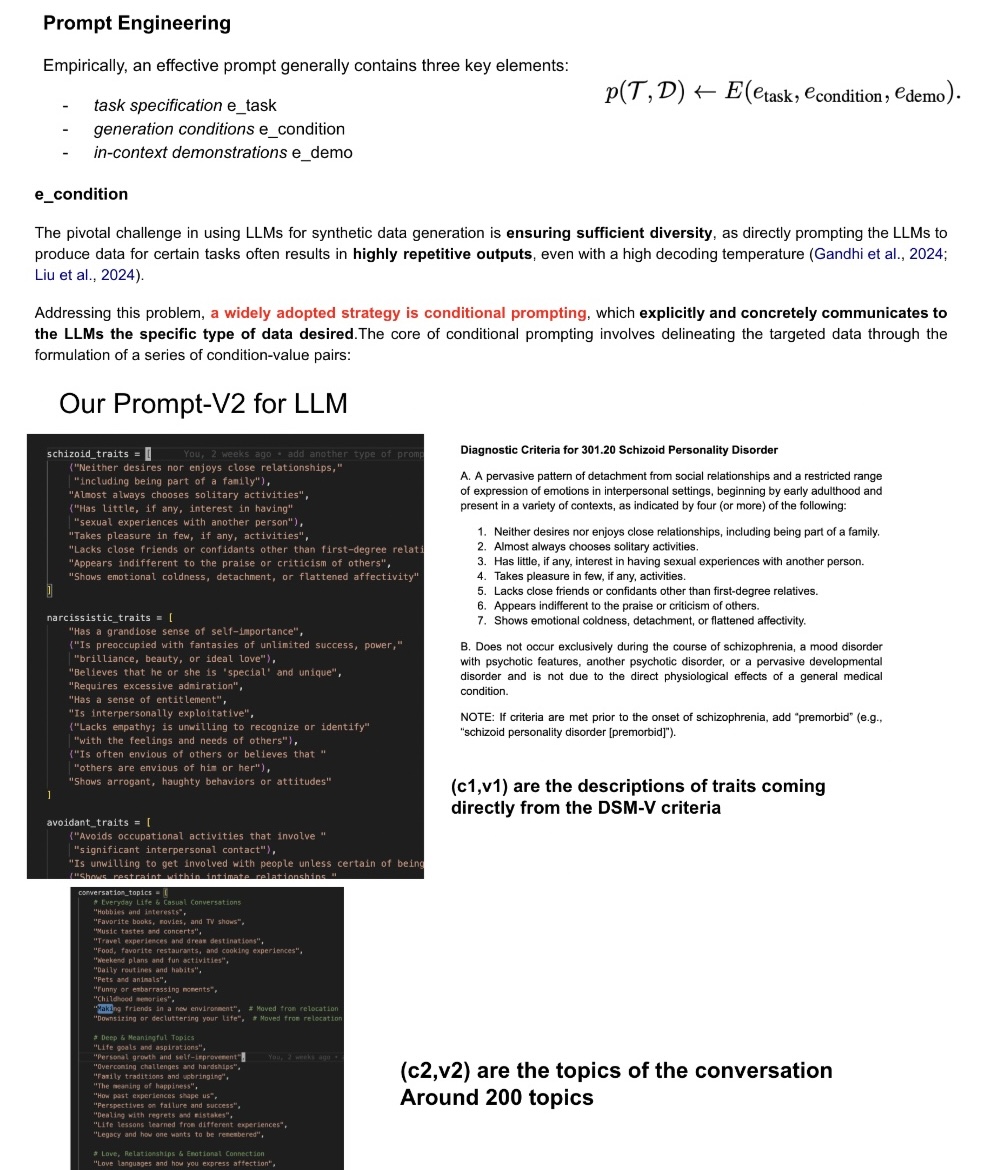 Prompt Engineering
Empirically, an effective prompt generally contains three key elements:
- task specification e_task
- generation conditions e_condition
- in-context demonstrations e_demo
p(𝒯, 𝒟) ← E(e_task, e_condition, e_demo).
e_condition
The pivotal challenge in using LLMs for synthetic data generation is ensuring sufficient diversity, as directly prompting the LLMs to
produce data for certain tasks often results in highly repetitive outputs, even with a high decoding temperature (Gandhi et al., 2024;
Liu et al., 2024).
Addressing this problem, a widely adopted strategy is conditional prompting, which explicitly and concretely communicates to
the LLMs the specific type of data desired.The core of conditional prompting involves delineating the targeted data through the
formulation of a series of condition-value pairs:
Our Prompt-V2 for LLM
schizoid_traits = [ You, 2 weeks ago • add another type of promp
("Neither desires nor enjoys close relationships,"
"including being part of a family"),
"Almost always chooses solitary activities",
("Has little, if any, interest in having"
"sexual experiences with another person"),
"Takes pleasure in few, if any, activities",
"Lacks close friends or confidants other than first-degree relati
"Appears indifferent to the praise or criticism of others",
"Shows emotional coldness, detachment, or flattened affectivity"
]
narcissistic_traits = [
"Has a grandiose sense of self-importance",
("Is preoccupied with fantasies of unlimited success, power,"
"brilliance, beauty, or ideal love"),
"Believes that he or she is 'special' and unique",
"Requires excessive admiration",
"Has a sense of entitlement",
"Is interpersonally exploitative",
("Lacks empathy; is unwilling to recognize or identify"
"with the feelings and needs of others"),
("Is often envious of others or believes that "
"others are envious of him or her"),
"Shows arrogant, haughty behaviors or attitudes"
]
avoidant_traits = [
("Avoids occupational activities that involve "
"significant interpersonal contact"),
"Is unwilling to get involved with people unless certain of being
("Shows restraint within intimate relationships "
Diagnostic Criteria for 301.20 Schizoid Personality Disorder
A. A pervasive pattern of detachment from social relationships and a restricted range
of expression of emotions in interpersonal settings, beginning by early adulthood and
present in a variety of contexts, as indicated by four (or more) of the following:
1. Neither desires nor enjoys close relationships, including being part of a family.
2. Almost always chooses solitary activities.
3. Has little, if any, interest in having sexual experiences with another person.
4. Takes pleasure in few, if any, activities.
5. Lacks close friends or confidants other than first-degree relatives.
6. Appears indifferent to the praise or criticism of others.
7. Shows emotional coldness, detachment, or flattened affectivity.
B. Does not occur exclusively during the course of schizophrenia, a mood disorder
with psychotic features, another psychotic disorder, or a pervasive developmental
disorder and is not due to the direct physiological effects of a general medical
condition.
NOTE: If criteria are met prior to the onset of schizophrenia, add “premorbid” (e.g.,
“schizoid personality disorder [premorbid]”).
(c1,v1) are the descriptions of traits coming
directly from the DSM-V criteria
conversation_topics = [
# Everyday Life & Casual Conversations
"Hobbies and interests",
"Favorite books, movies, and TV shows",
"Music tastes and concerts",
"Travel experiences and dream destinations",
"Food, favorite restaurants, and cooking experiences",
"Weekend plans and fun activities",
"Daily routines and habits",
"Pets and animals",
"Funny or embarrassing moments",
"Childhood memories",
"Making friends in a new environment", # Moved from relocation
"Downsizing or decluttering your life", # Moved from relocation
# Deep & Meaningful Topics
"Life goals and aspirations",
"Personal growth and self-improvement", You, 2 weeks ago •
"Overcoming challenges and hardships",
"Family traditions and upbringing",
"The meaning of happiness",
"How past experiences shape us",
"Perspectives on failure and success",
"Dealing with regrets and mistakes",
"Life lessons learned from different experiences",
"Legacy and how one wants to be remembered",
# Love, Relationships & Emotional Connection
"Love languages and how you express affection",
(c2,v2) are the topics of the conversation
Around 200 topics